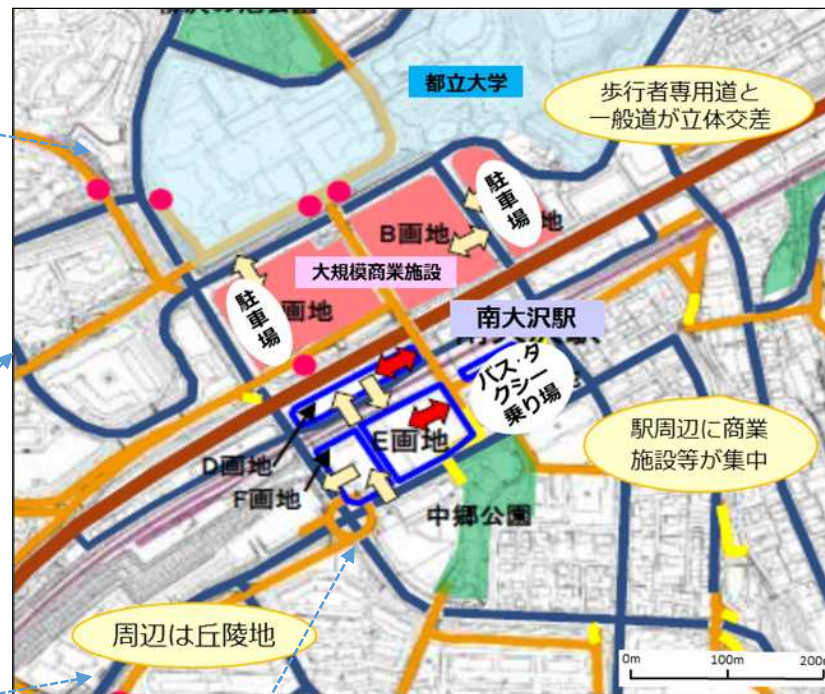 都立大学
歩行者専用道と
一般道が立体交差
駐車場
地
B画地
大規模商業施設
駐車場
画地
南大沢駅
バス・タ
クシー
乗り場
E画地
D画地
F画地
駅周辺に商業
施設等が集中
中郷公園
周辺は丘陵地
0m
100m
200m